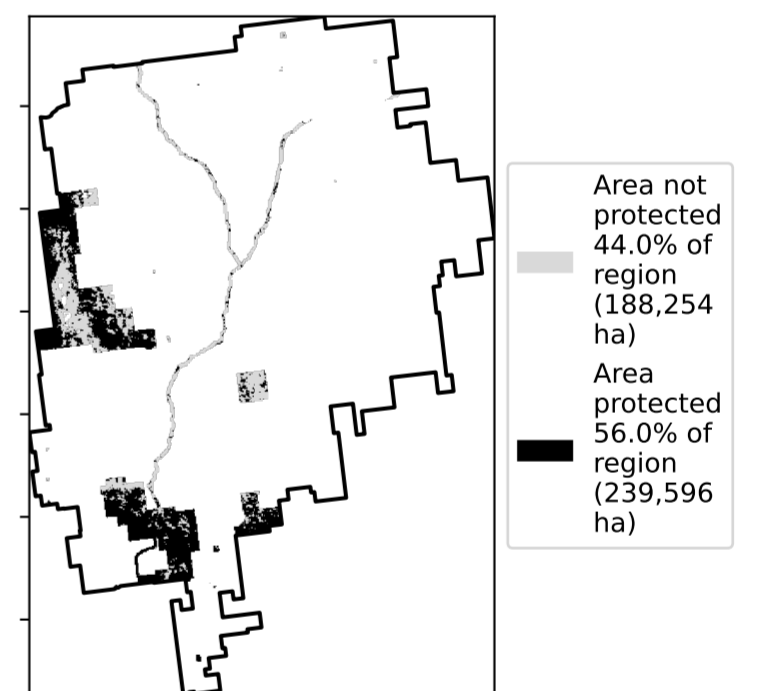 Area not
protected
44.0% of
region
(188,254
ha)
Area
protected
56.0% of
region
(239,596
ha)